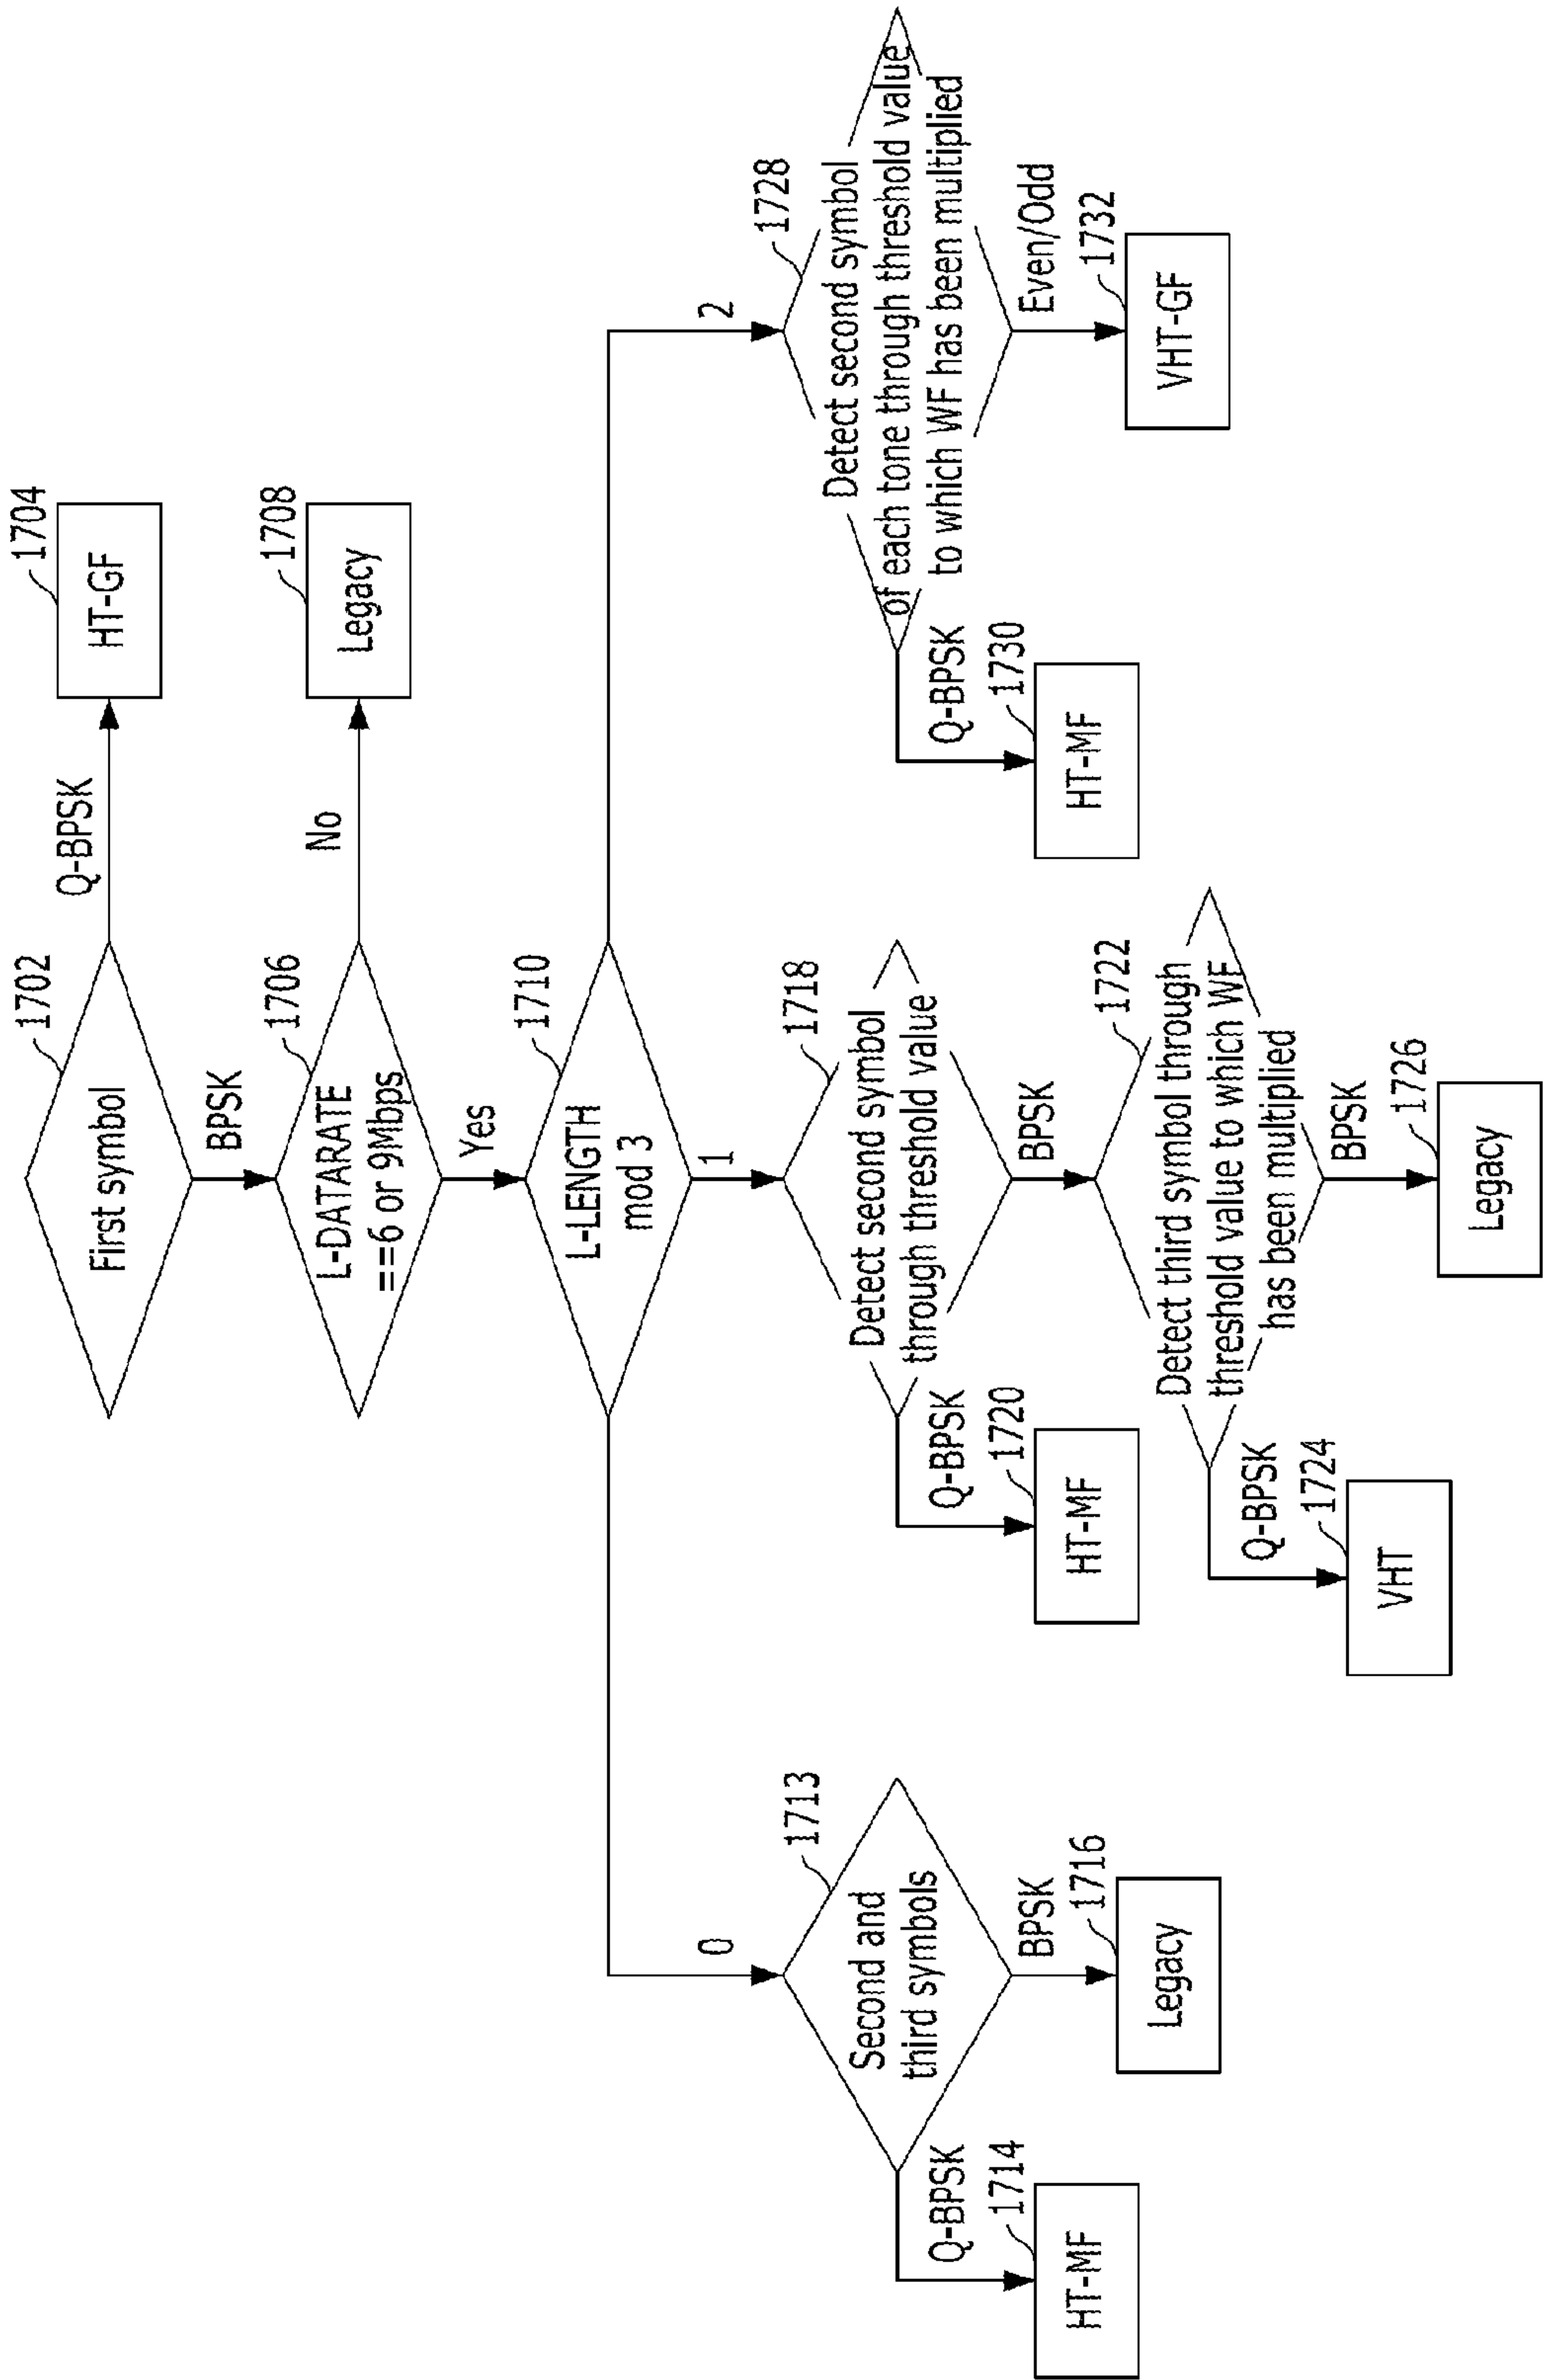 1702
First symbol
Q-BPSK
1704
HT-GF
BPSK
1706
L-DATARATE
==6 or 9Mbps
No
1708
Legacy
Yes
1710
L-LENGTH
mod 3
0
1
2
1713
Second and
third symbols
Q-BPSK
1714
HT-MF
BPSK
1716
Legacy
1718
Detect second symbol
through threshold value
Q-BPSK
1720
HT-MF
BPSK
1722
Detect third symbol through
threshold value to which WF
has been multiplied
Q-BPSK
1724
VHT
BPSK
1726
Legacy
1728
Detect second symbol
of each tone through threshold value
to which WF has been multiplied
Q-BPSK
1730
HT-MF
Even/Odd
1732
VHT-GF